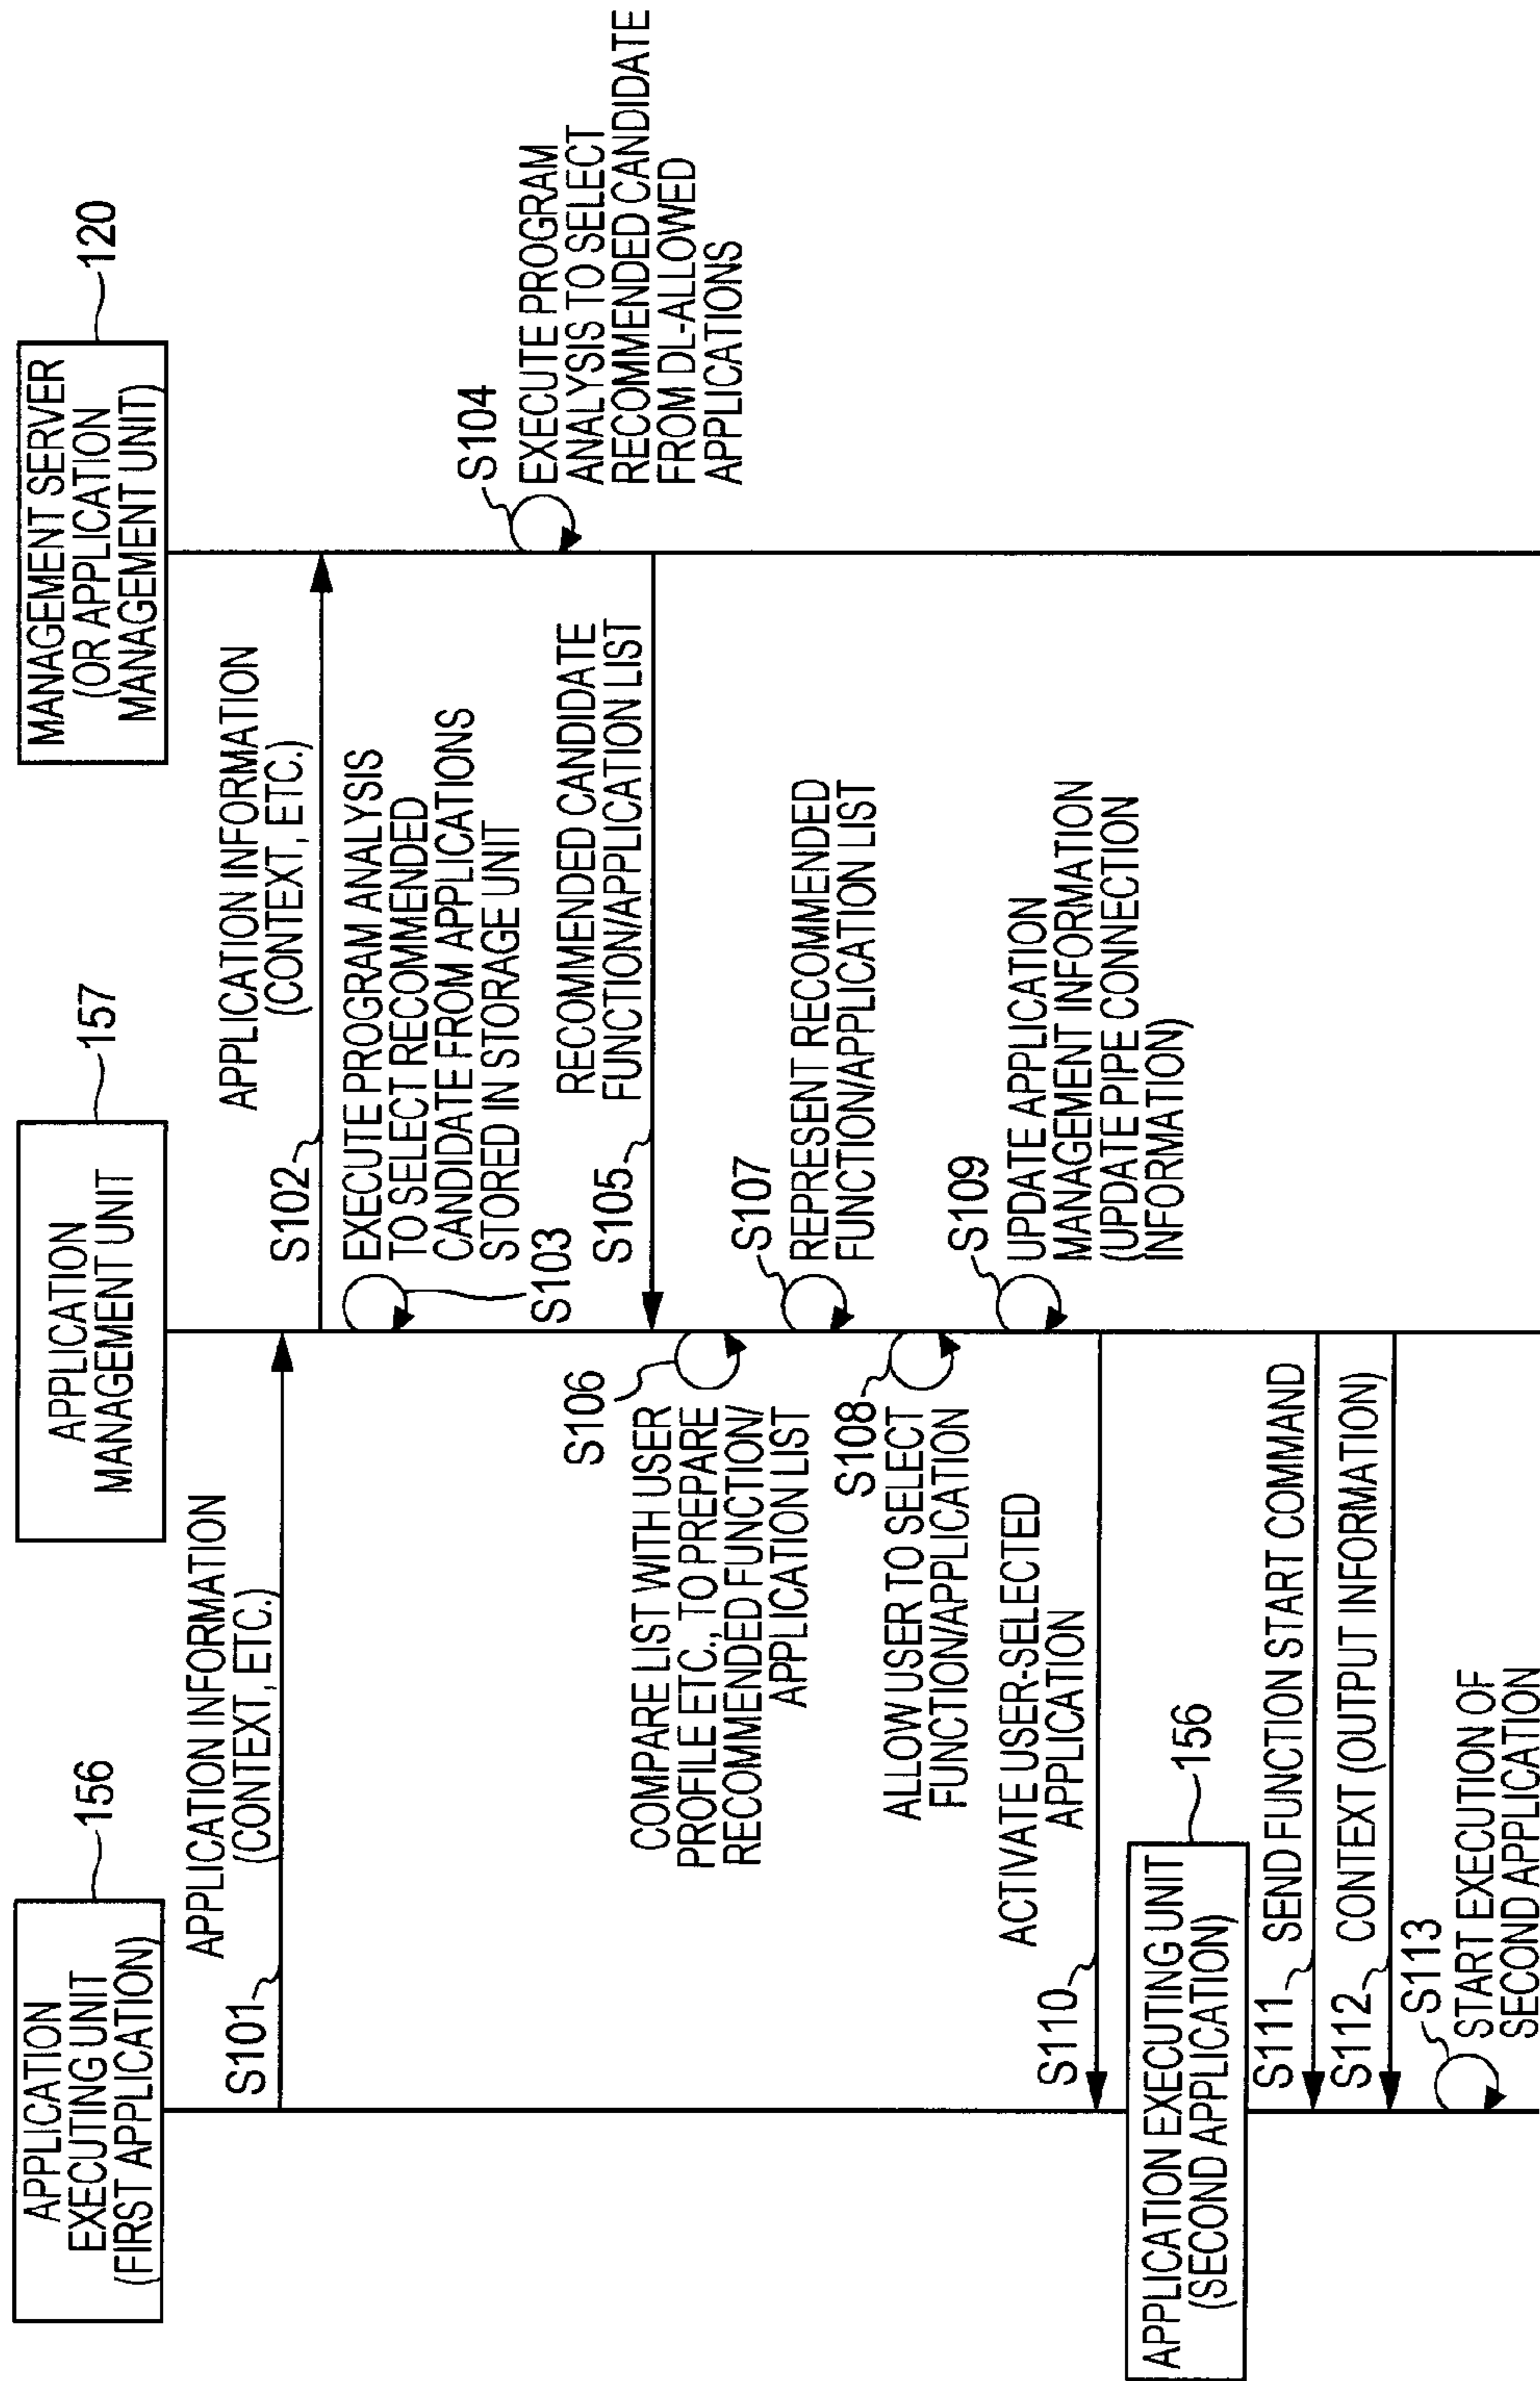 APPLICATION
EXECUTING UNIT
(FIRST APPLICATION)
156
APPLICATION
MANAGEMENT UNIT
157
MANAGEMENT SERVER
(OR APPLICATION
MANAGEMENT UNIT)
120
APPLICATION INFORMATION
(CONTEXT, ETC.)
S101
APPLICATION INFORMATION
(CONTEXT, ETC.)
S102
EXECUTE PROGRAM ANALYSIS
TO SELECT RECOMMENDED
CANDIDATE FROM APPLICATIONS
STORED IN STORAGE UNIT
S103
S104
EXECUTE PROGRAM
ANALYSIS TO SELECT
RECOMMENDED CANDIDATE
FROM DL-ALLOWED
APPLICATIONS
RECOMMENDED CANDIDATE
FUNCTION/APPLICATION LIST
S105
S106
COMPARE LIST WITH USER
PROFILE ETC., TO PREPARE
RECOMMENDED FUNCTION/
APPLICATION LIST
S107
REPRESENT RECOMMENDED
FUNCTION/APPLICATION LIST
S108
ALLOW USER TO SELECT
FUNCTION/APPLICATION
S109
UPDATE APPLICATION
MANAGEMENT INFORMATION
(UPDATE PIPE CONNECTION
INFORMATION)
ACTIVATE USER-SELECTED
APPLICATION
S110
APPLICATION EXECUTING UNIT
(SECOND APPLICATION)
156
S111
SEND FUNCTION START COMMAND
S112
CONTEXT (OUTPUT INFORMATION)
S113
START EXECUTION OF
SECOND APPLICATION